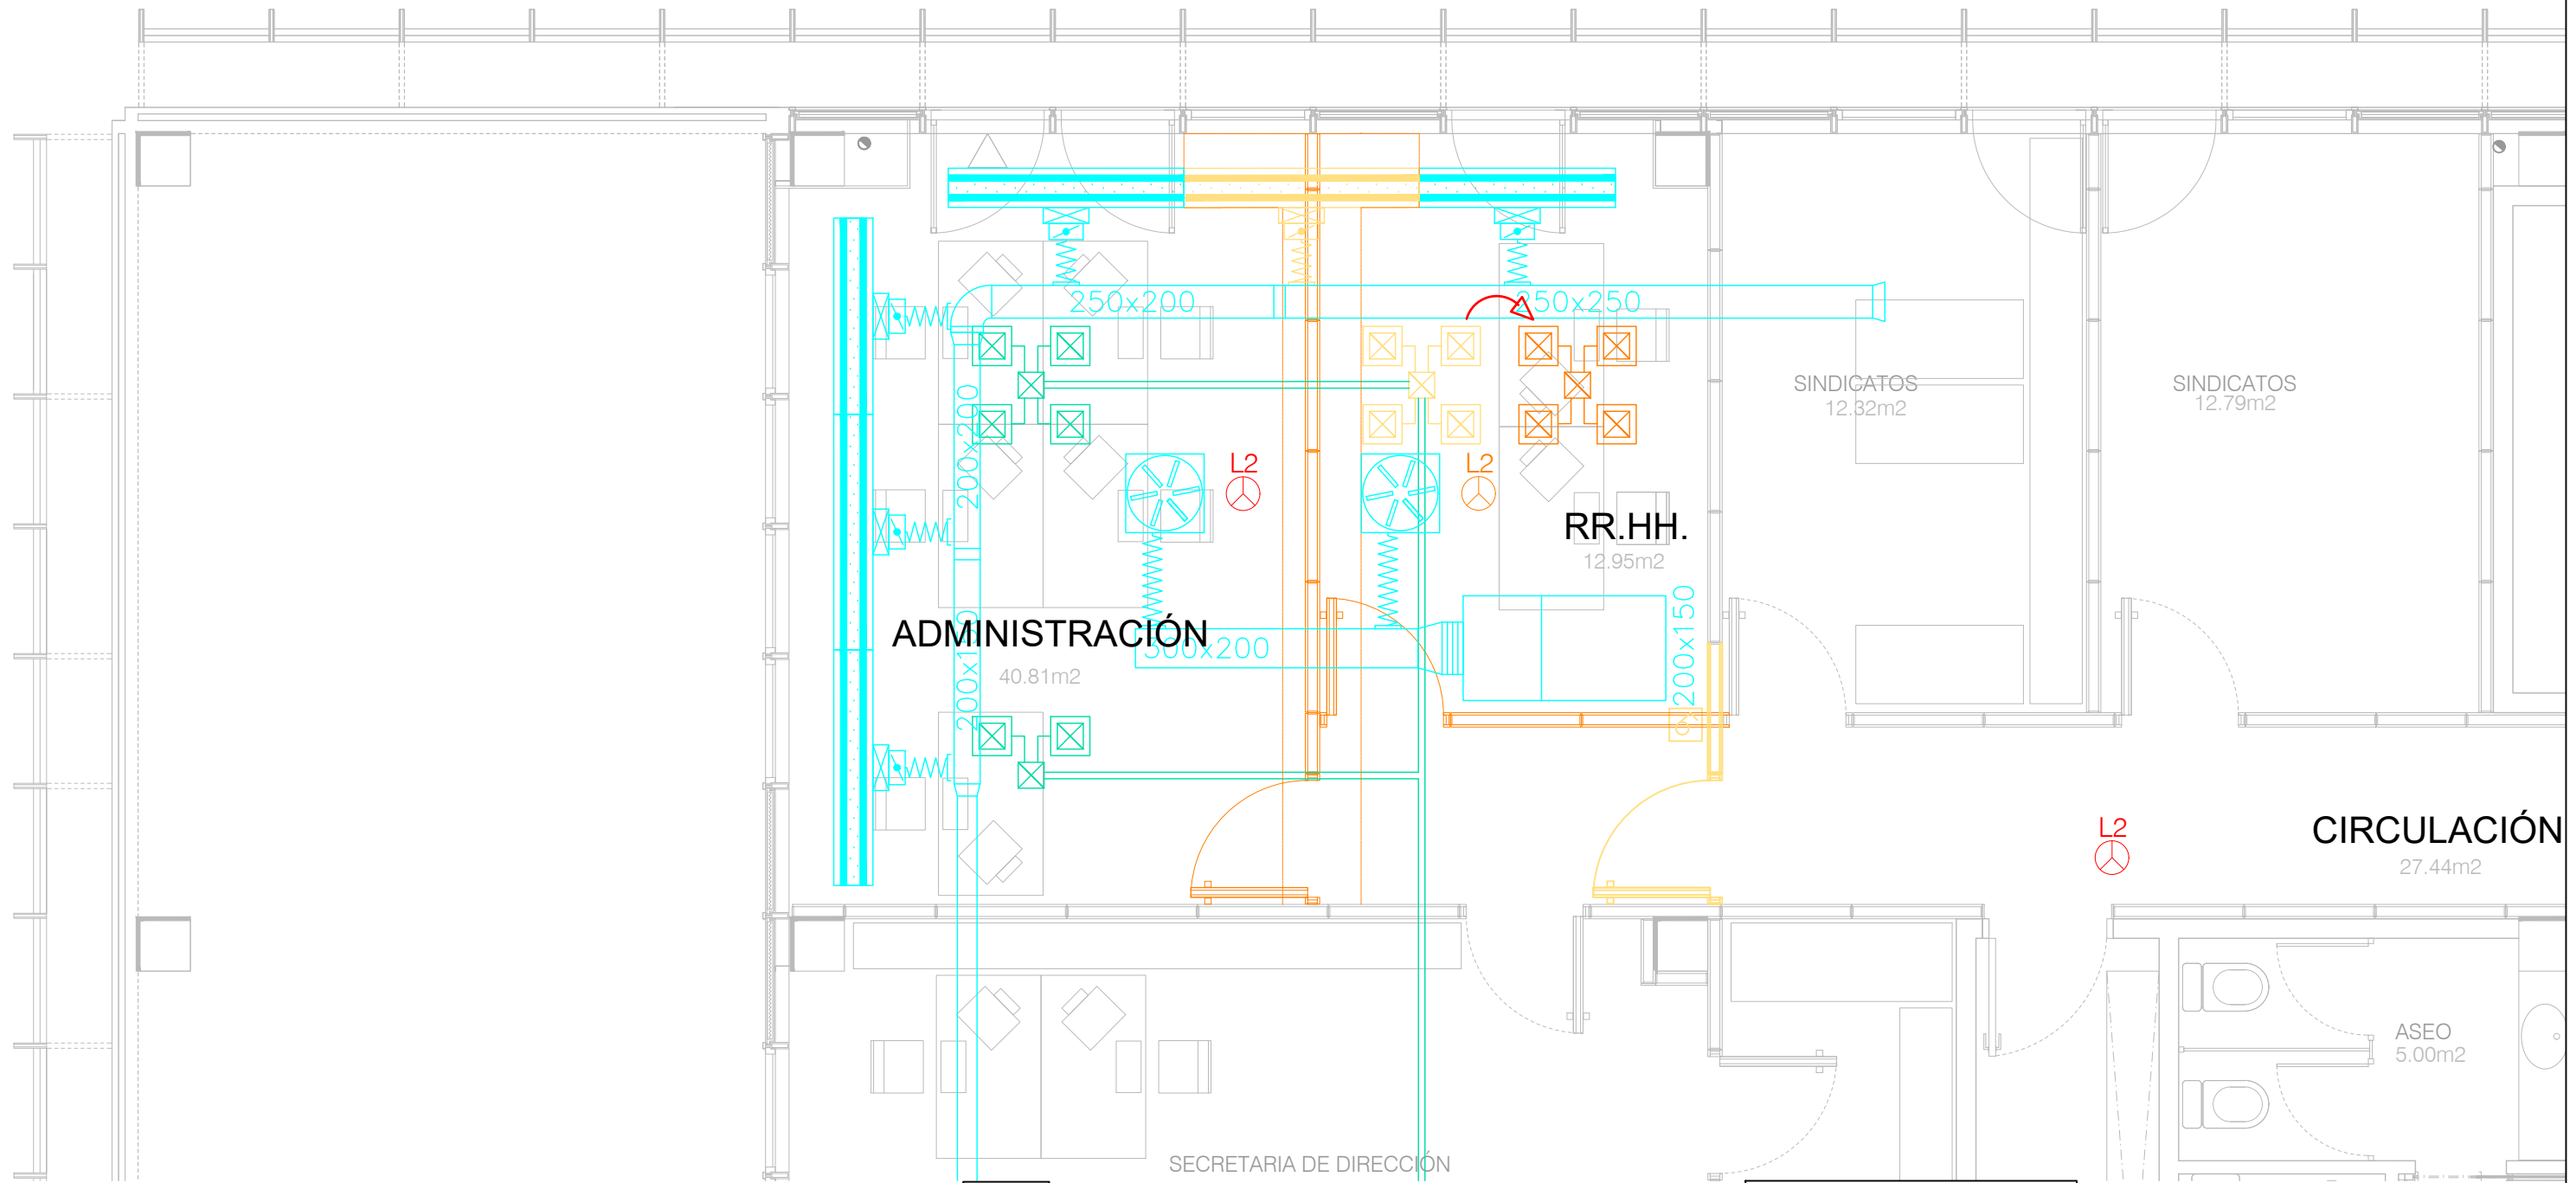 250x200
250x250
SINDICATOS
12.32m2
SINDICATOS
12.79m2
200x200
L2
L2
RR.HH.
12.95m2
200x150
ADMINISTRACIÓN
300x200
40.81m2
L2
CIRCULACIÓN
27.44m2
ASEO
5.00m2
SECRETARIA DE DIRECCIÓN